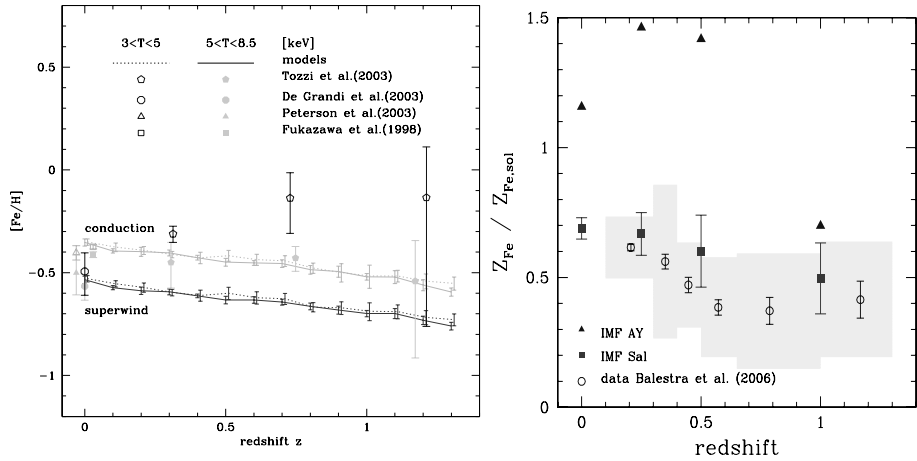 0.5
0
−0.5
−1
[Fe/H]
3<T<5 5<T<8.5 [keV]
models
Tozzi et al.(2003)
De Grandi et al.(2003)
Peterson et al.(2003)
Fukazawa et al.(1998)
conduction
superwind
0 0.5 1
redshift z
1.5
1
0.5
0
Z_Fe / Z_Fe,sol
IMF AY
IMF Sal
data Balestra et al. (2006)
0 0.5 1
redshift